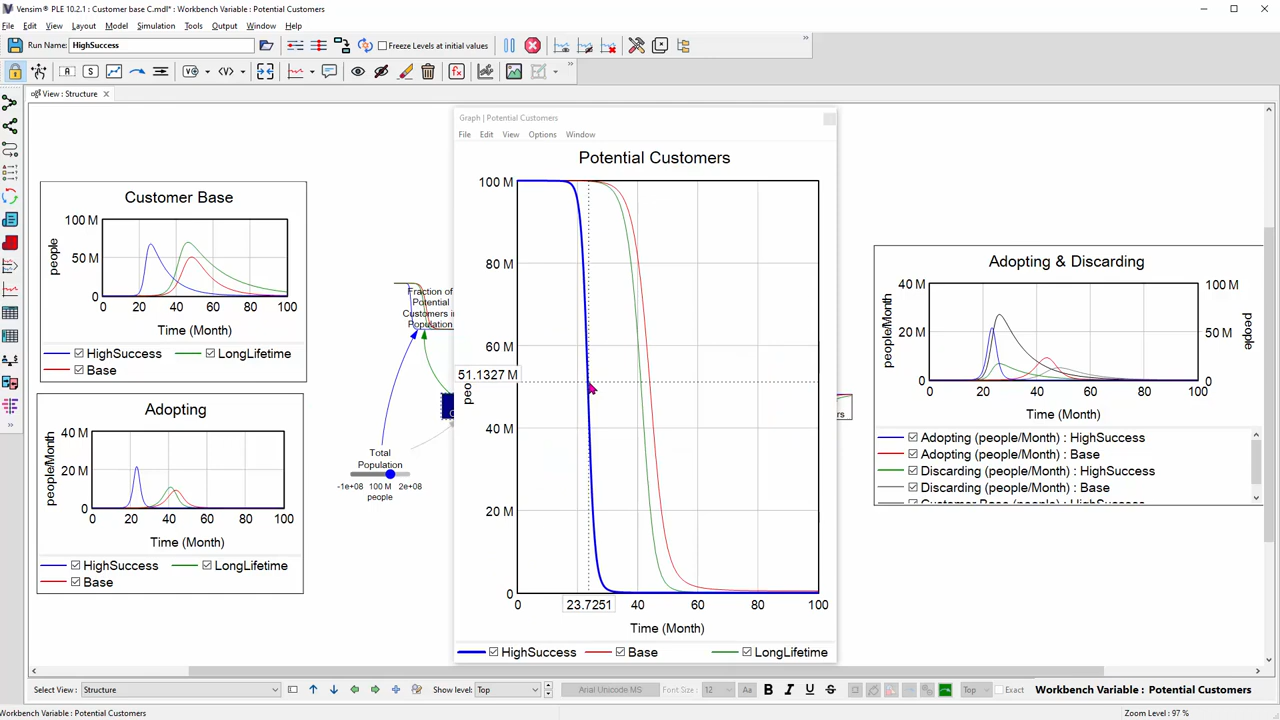 Vensim® PLE 10.2.1 : Customer base C.mdl* : Workbench Variable : Potential Customers
File Edit View Layout Model Simulation Tools Output Window Help
Run Name: HighSuccess
Freeze Levels at initial values
View : Structure
Graph | Potential Customers
File Edit View Options Window
Potential Customers
100 M
80 M
60 M
51.1327 M
40 M
20 M
0
0 23.7251 40 60 80 100
Time (Month)
HighSuccess Base LongLifetime
Customer Base
people
100 M
50 M
0
0 20 40 60 80 100
Time (Month)
HighSuccess LongLifetime
Base
Adopting
people/Month
40 M
20 M
0
0 20 40 60 80 100
Time (Month)
HighSuccess LongLifetime
Base
Fraction of
Potential
Customers i
Population
Total
Population
-1e+08 100 M 2e+08
people
Adopting & Discarding
people/Month
40 M 100 M
20 M 50 M
0 0
people
0 20 40 60 80 100
Time (Month)
Adopting (people/Month) : HighSuccess
Adopting (people/Month) : Base
Discarding (people/Month) : HighSuccess
Discarding (people/Month) : Base
Select View : Structure Show level: Top Arial Unicode MS Font Size : 12 Aa B I U S Top Exact Workbench Variable : Potential Customers
Workbench Variable : Potential Customers Zoom Level : 97 %